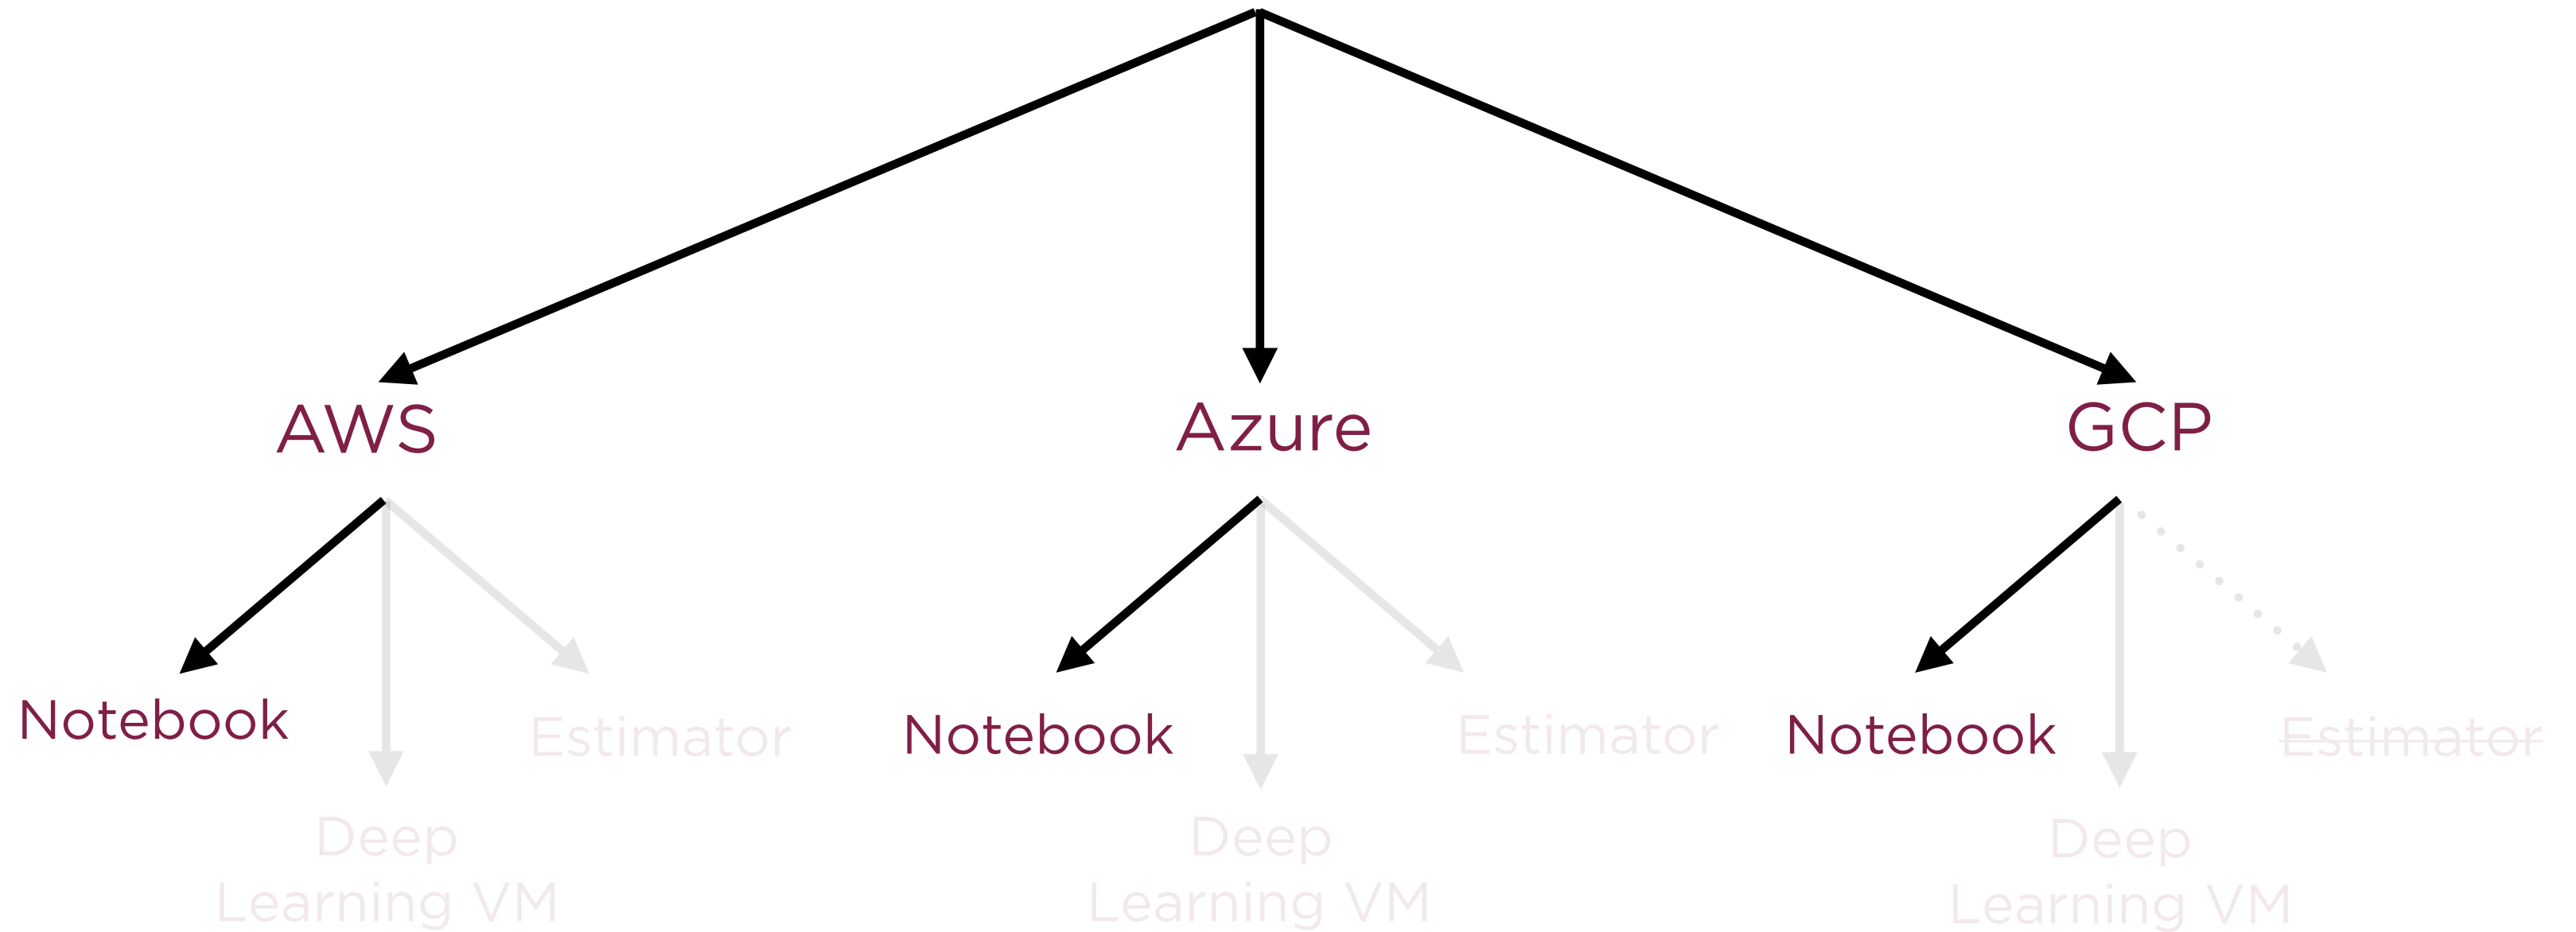 AWS
Azure
GCP
Notebook
Estimator
Notebook
Estimator
Notebook
Estimator
Deep
Learning VM
Deep
Learning VM
Deep
Learning VM